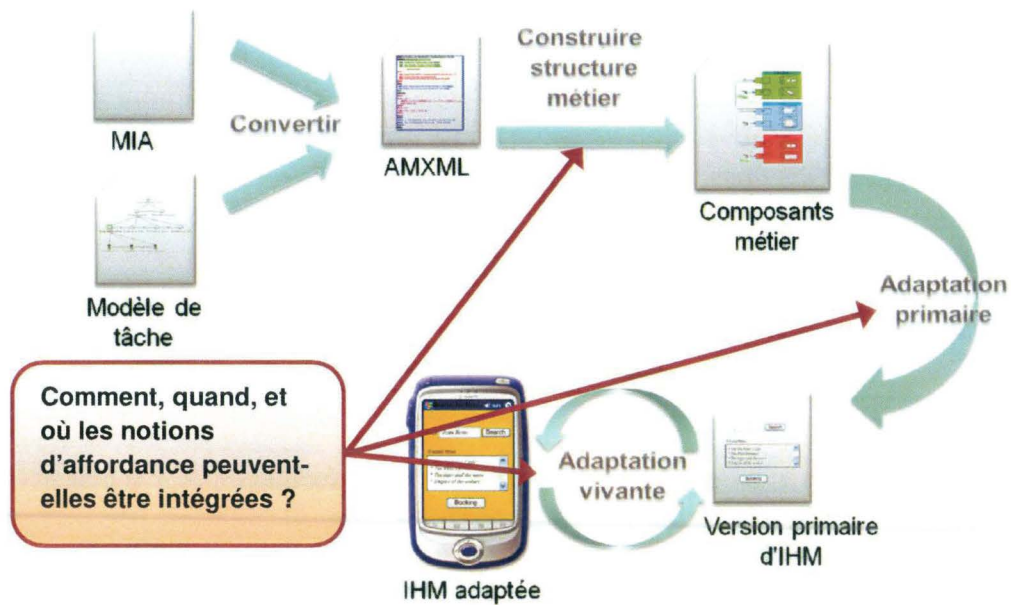 MIA
Convertir
Modèle de
tâche
AMXML
Construire
structure
métier
Composants
métier
Adaptation
primaire
Comment, quand, et
où les notions
d'affordance peuvent-
elles être intégrées ?
Search
Booking
IHM adaptée
Adaptation
vivante
Search
Version primaire
d'IHM